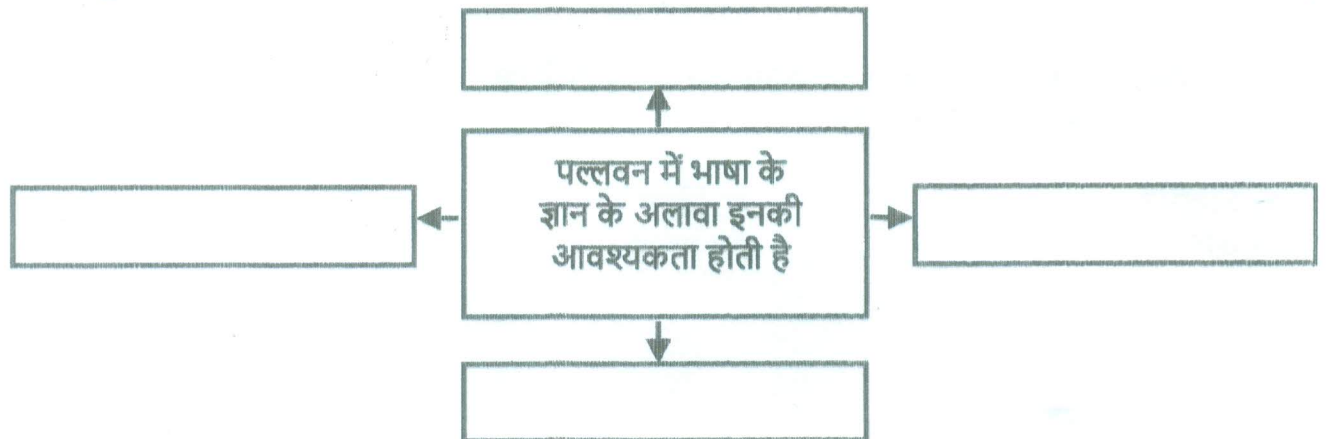 पल्लवन में भाषा के
ज्ञान के अलावा इनकी
आवश्यकता होती है